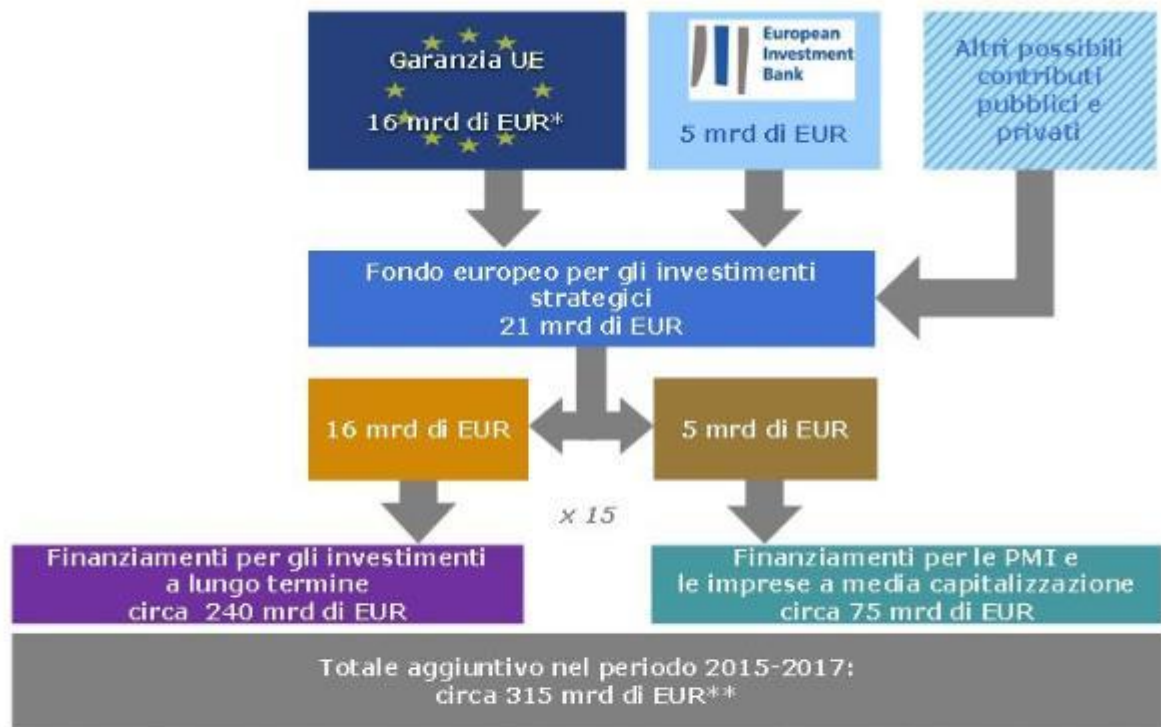 Garanzia UE
16 mrd di EUR*
European
Investment
Bank
5 mrd di EUR
Altri possibili
contributi
pubblici e
privati
Fondo europeo per gli investimenti
strategici
21 mrd di EUR
16 mrd di EUR
5 mrd di EUR
x 15
Finanziamenti per gli investimenti
a lungo termine
circa 240 mrd di EUR
Finanziamenti per le PMI e
le imprese a media capitalizzazione
circa 75 mrd di EUR
Totale aggiuntivo nel periodo 2015-2017:
circa 315 mrd di EUR**